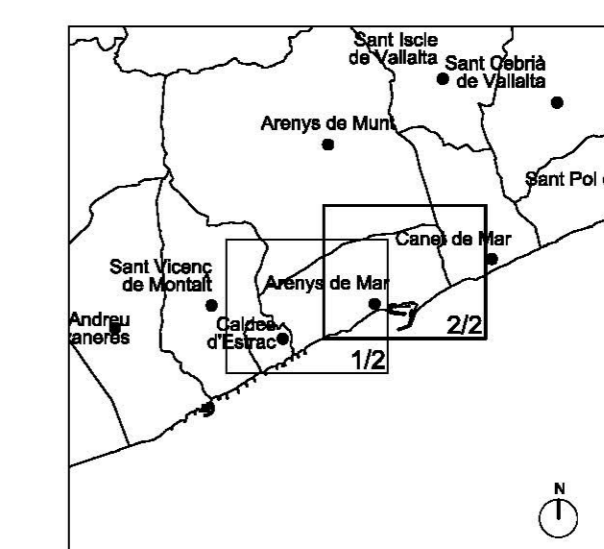 Sant Iscle
de Vallalta
Sant Cebrià
de Vallalta
Arenys de Munt
Sant Pol
Canet de Mar
Sant Vicenç
de Montalt
Arenys de Mar
Andreu
Caldes
d'Estrac
2/2
1/2
N